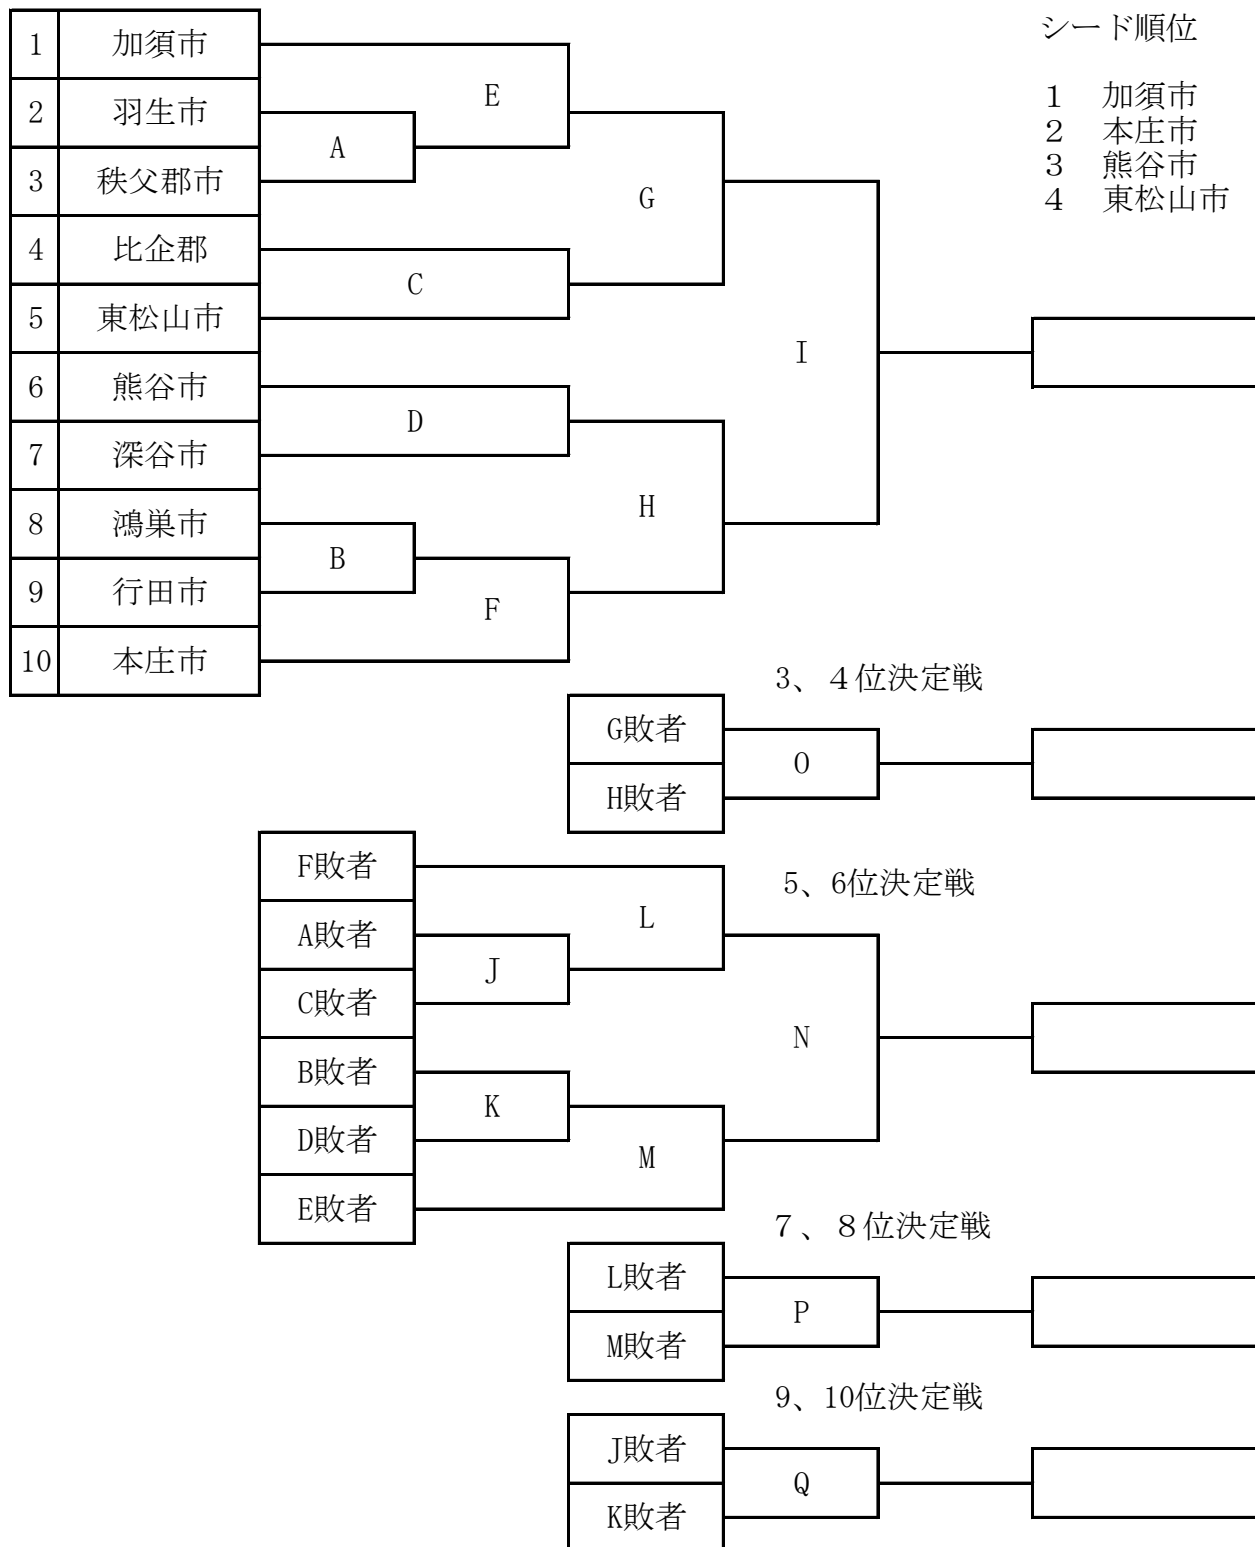 シード順位
1 加須市
2 本庄市
3 熊谷市
4 東松山市
1 加須市
2 羽生市
3 秩父郡市
4 比企郡
5 東松山市
6 熊谷市
7 深谷市
8 鴻巣市
9 行田市
10 本庄市
E
A
G
C
I
D
H
B
F
3、４位決定戦
G敗者
O
H敗者
5、6位決定戦
F敗者
A敗者
C敗者
B敗者
D敗者
E敗者
L
J
N
K
M
７、８位決定戦
L敗者
P
M敗者
9、10位決定戦
J敗者
Q
K敗者